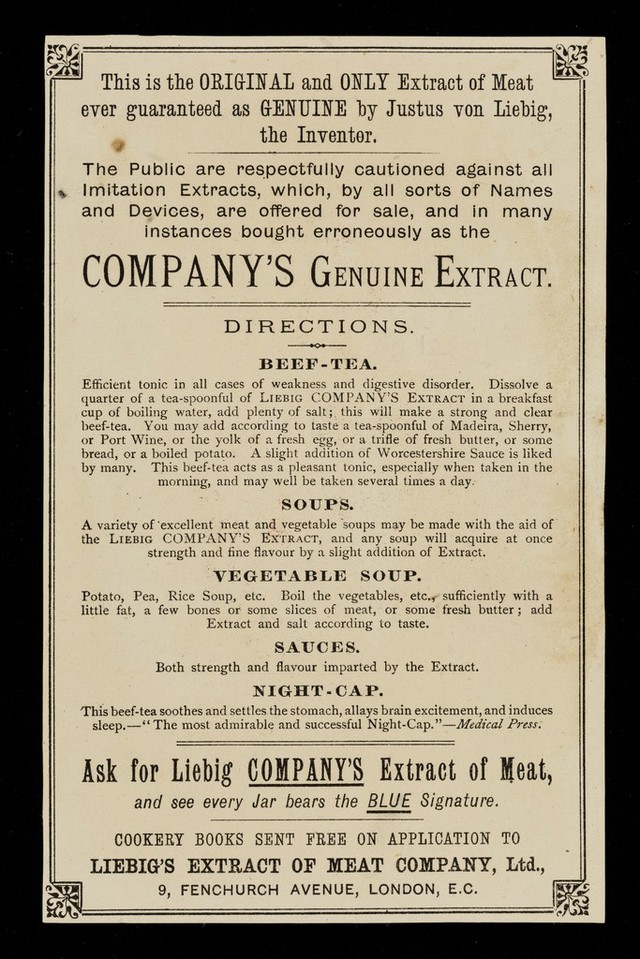 This is the ORIGINAL and ONLY Extract of Meat
ever guaranteed as GENUINE by Justus von Liebig,
the Inventor.
The Public are respectfully cautioned against all
Imitation Extracts, which, by all sorts of Names
and Devices, are offered for sale, and in many
instances bought erroneously as the
COMPANY'S GENUINE EXTRACT.
DIRECTIONS.
BEEF-TEA.
Efficient tonic in all cases of weakness and digestive disorder. Dissolve a
quarter of a tea-spoonful of LIEBIG COMPANY'S EXTRACT in a breakfast
cup of boiling water, add plenty of salt; this will make a strong and clear
beef-tea. You may add according to taste a tea-spoonful of Madeira, Sherry,
or Port Wine, or the yolk of a fresh egg, or a trifle of fresh butter, or some
bread, or a boiled potato. A slight addition of Worcestershire Sauce is liked
by many. This beef-tea acts as a pleasant tonic, especially when taken in the
morning, and may well be taken several times a day.
SOUPS.
A variety of excellent meat and vegetable soups may be made with the aid of
the LIEBIG COMPANY'S EXTRACT, and any soup will acquire at once
strength and fine flavour by a slight addition of Extract.
VEGETABLE SOUP.
Potato, Pea, Rice Soup, etc. Boil the vegetables, etc., sufficiently with a
little fat, a few bones or some slices of meat, or some fresh butter; add
Extract and salt according to taste.
SAUCES.
Both strength and flavour imparted by the Extract.
NIGHT-CAP.
This beef-tea soothes and settles the stomach, allays brain excitement, and induces
sleep.—"The most admirable and successful Night-Cap."—Medical Press.
Ask for Liebig COMPANY'S Extract of Meat,
and see every Jar bears the BLUE Signature.
COOKERY BOOKS SENT FREE ON APPLICATION TO
LIEBIG'S EXTRACT OF MEAT COMPANY, Ltd.,
9, FENCHURCH AVENUE, LONDON, E.C.